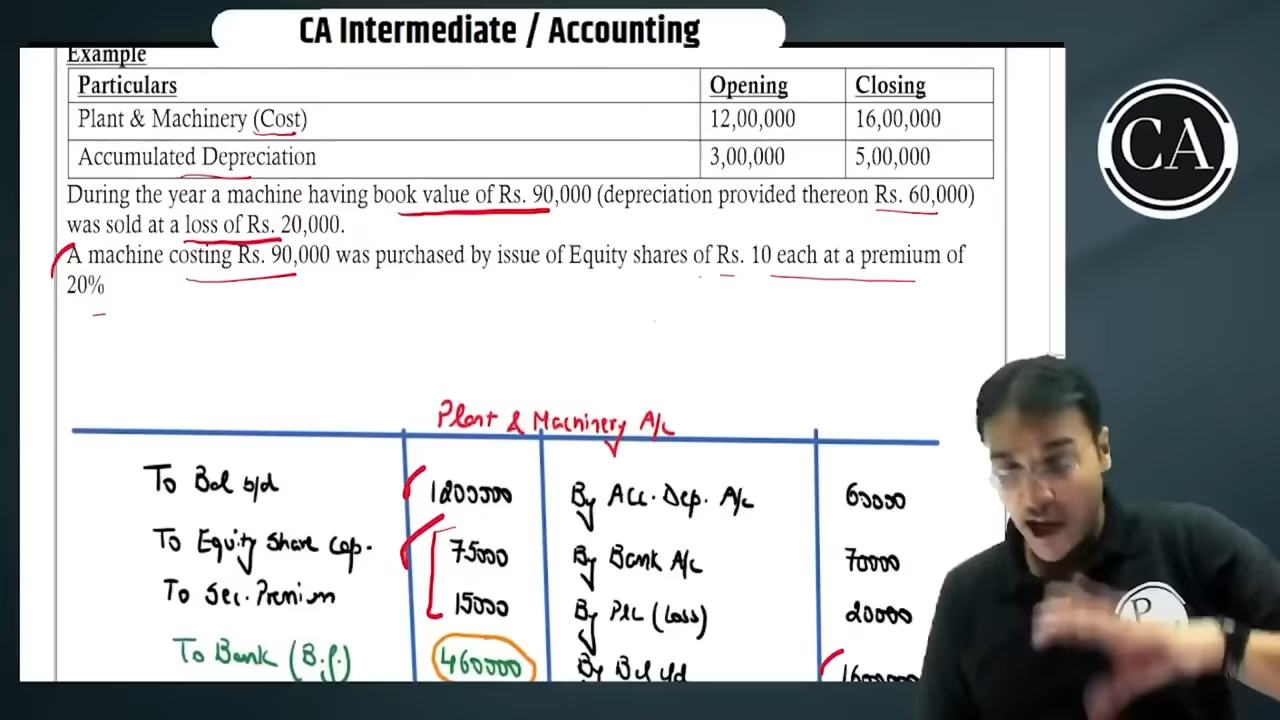 CA Intermediate / Accounting
Example
Particulars Opening Closing
Plant & Machinery (Cost) 12,00,000 16,00,000
Accumulated Depreciation 3,00,000 5,00,000
During the year a machine having book value of Rs. 90,000 (depreciation provided thereon Rs. 60,000)
was sold at a loss of Rs. 20,000.
A machine costing Rs. 90,000 was purchased by issue of Equity shares of Rs. 10 each at a premium of
20%
CA
Plant & Machinery A/c
To Bal b/d 1200000 By Acc. Dep. A/c 60000
To Equity Share Cap. 75000 By Bank A/c 70000
To Sec. Premium 15000 By P&L (Loss) 20000
To Bank (B.f.) 460000 By Bal c/d 1600000
P